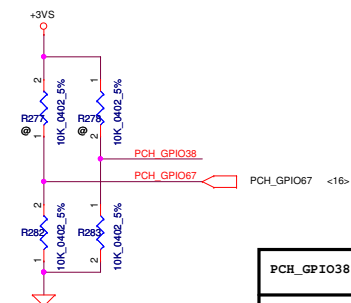 +3VS
2
1
R277
@
10K_0402_5%
R278
@
10K_0402_5%
1
2
PCH_GPIO38
PCH_GPIO67
PCH_GPIO67 <16>
2
1
R282
10K_0402_5%
R283
10K_0402_5%
1
2
PCH_GPIO38